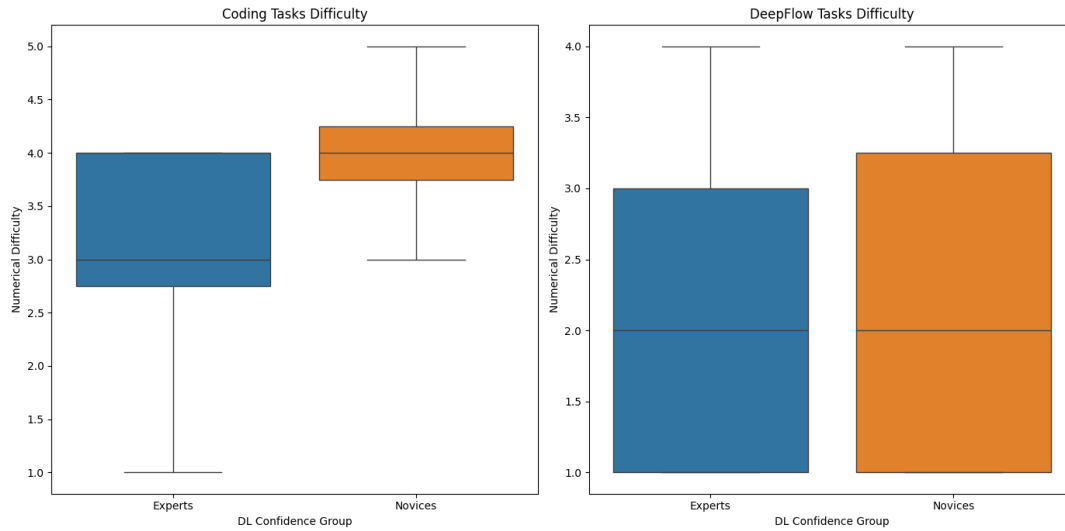 Coding Tasks Difficulty
Numerical Difficulty
5.0
4.5
4.0
3.5
3.0
2.5
2.0
1.5
1.0
Experts
Novices
DL Confidence Group
DeepFlow Tasks Difficulty
Numerical Difficulty
4.0
3.5
3.0
2.5
2.0
1.5
1.0
Experts
Novices
DL Confidence Group